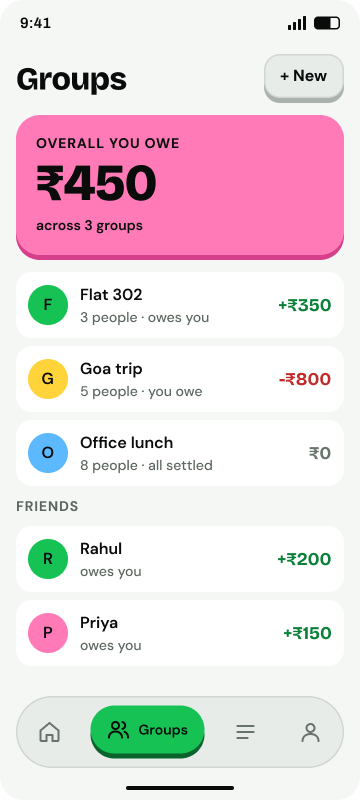 9:41
Groups
+ New
OVERALL YOU OWE
₹450
across 3 groups
F
Flat 302
3 people · owes you
+₹350
G
Goa trip
5 people · you owe
-₹800
O
Office lunch
8 people · all settled
₹0
FRIENDS
R
Rahul
owes you
+₹200
P
Priya
owes you
+₹150
Groups